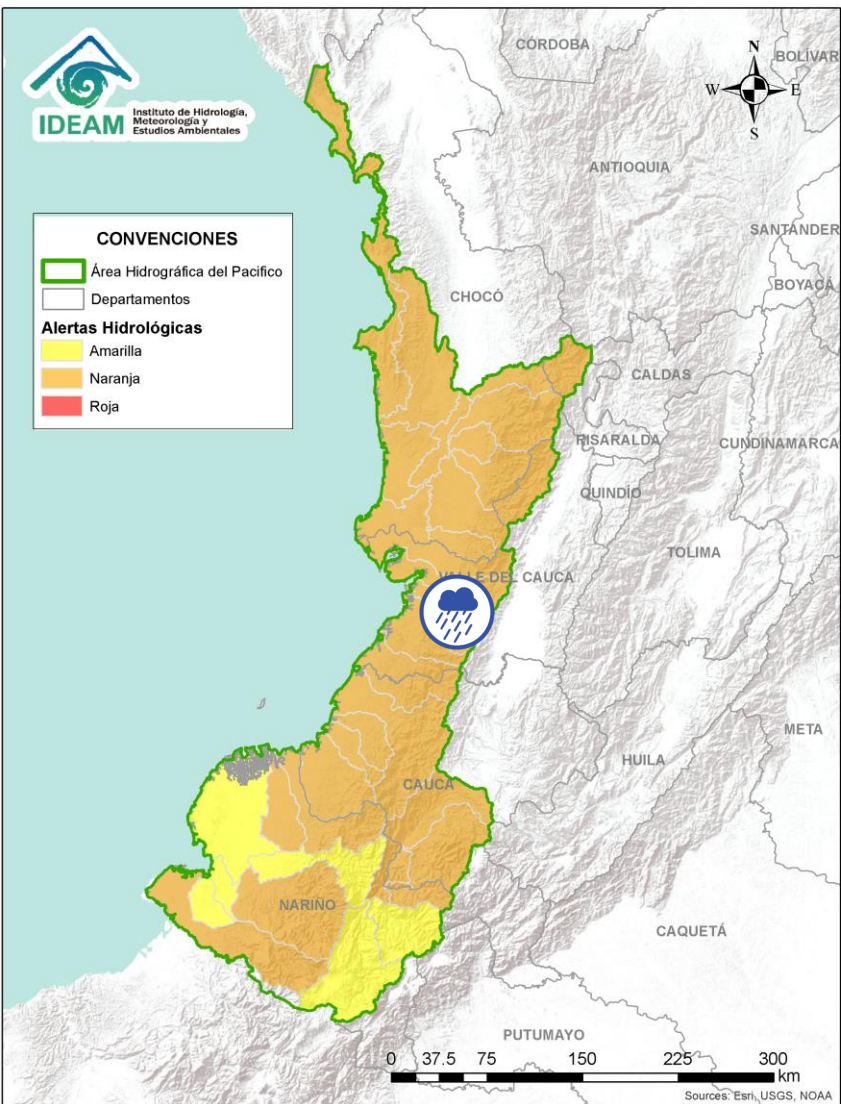 IDEAM
Instituto de Hidrología,
Meteorología y
Estudios Ambientales
N
W
E
S
CÓRDOBA
BOLÍVAR
ANTIOQUIA
SANTANDER
BOYACÁ
CHOCÓ
CALDAS
RISARALDA
CUNDINAMARCA
QUINDÍO
TOLIMA
VALLE DEL CAUCA
META
HUILA
CAUCA
NARIÑO
CAQUETÁ
PUTUMAYO
CONVENCIONES
Área Hidrográfica del Pacifico
Departamentos
Alertas Hidrológicas
Amarilla
Naranja
Roja
0 37.5 75 150 225 300
km
Sources: Esri, USGS, NOAA